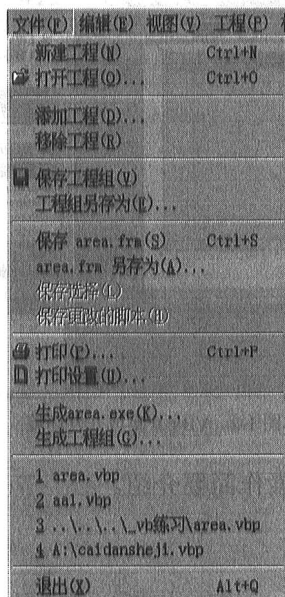 文件(F) 编辑(E) 视图(V) 工程(P)
新建工程(N) Ctrl+N
打开工程(O)... Ctrl+O
添加工程(D)...
移除工程(R)
保存工程组(V)
工程组另存为(E)...
保存 area.frm(S) Ctrl+S
area.frm 另存为(A)...
保存选择(L)
保存更改的脚本(H)
打印(P)... Ctrl+P
打印设置(U)...
生成area.exe(K)...
生成工程组(G)...
1 area.vbp
2 aa1.vbp
3 ..\..\..\_vb练习\area.vbp
4 A:\caidansheji.vbp
退出(X) Alt+Q